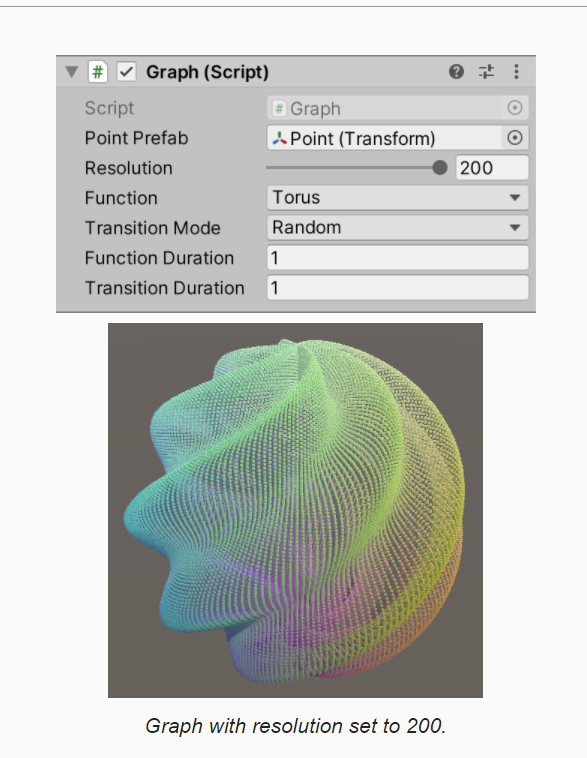 Graph (Script)
Script # Graph
Point Prefab Point (Transform)
Resolution 200
Function Torus
Transition Mode Random
Function Duration 1
Transition Duration 1
Graph with resolution set to 200.